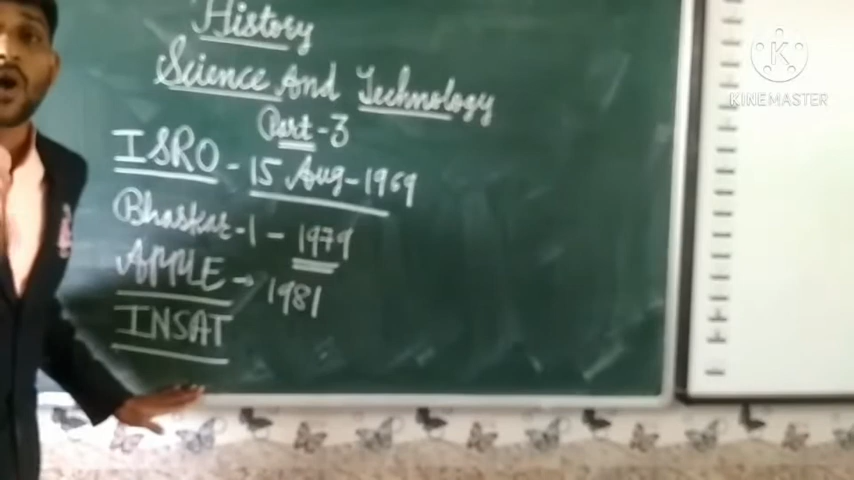 History
Science And Technology
Part-3
ISRO - 15 Aug-1969
Bhaskar-1 - 1979
APPLE - 1981
INSAT
KINEMASTER